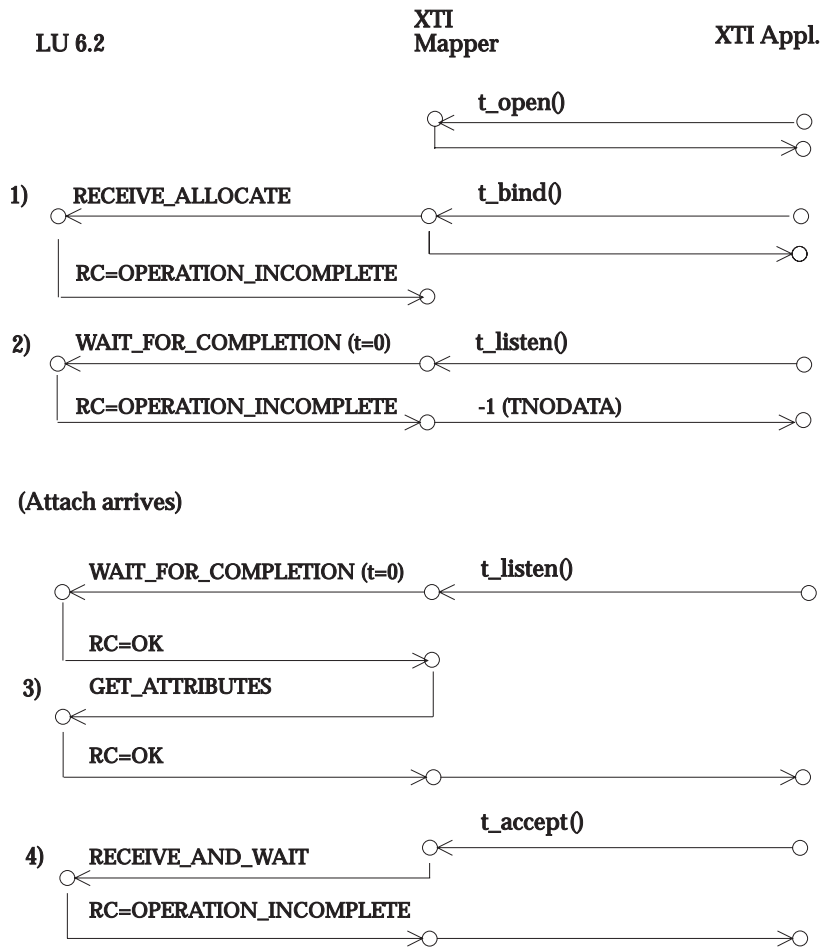 LU 6.2
XTI
Mapper
XTI Appl.
t_open()
1) RECEIVE_ALLOCATE t_bind()
RC=OPERATION_INCOMPLETE
2) WAIT_FOR_COMPLETION (t=0) t_listen()
RC=OPERATION_INCOMPLETE -1 (TNODATA)
(Attach arrives)
WAIT_FOR_COMPLETION (t=0) t_listen()
RC=OK
3) GET_ATTRIBUTES
RC=OK
t_accept()
4) RECEIVE_AND_WAIT
RC=OPERATION_INCOMPLETE